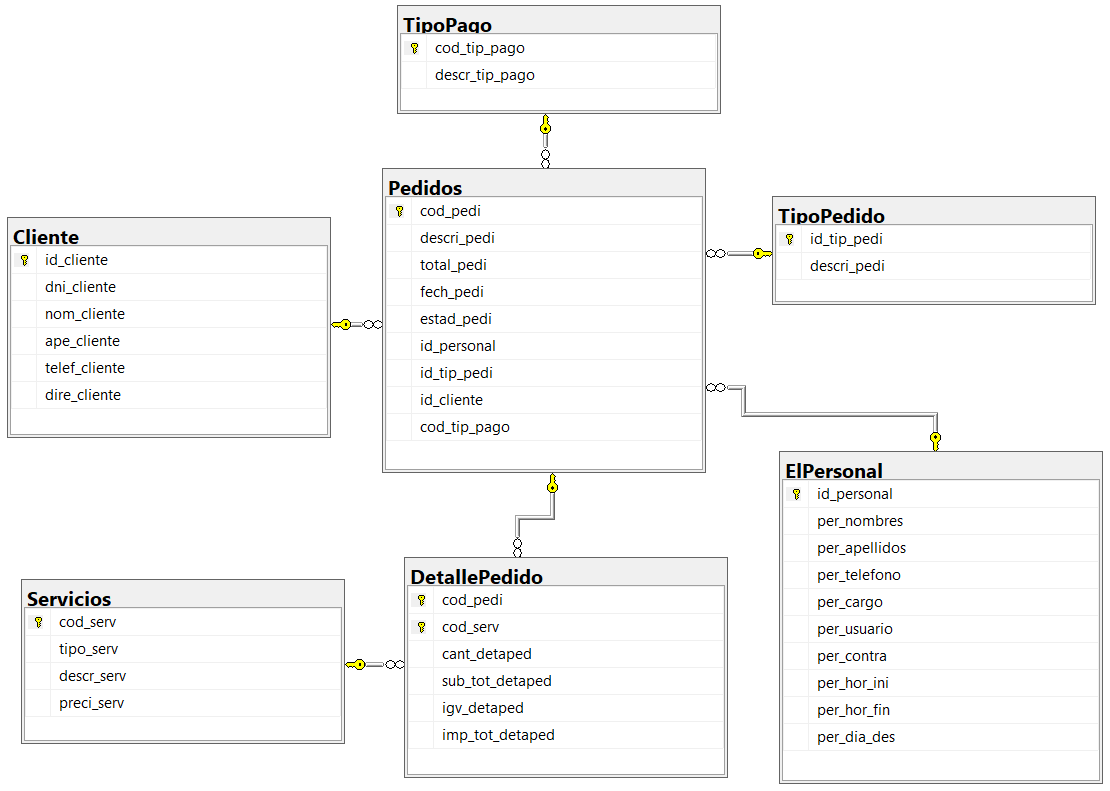 TipoPago
cod_tip_pago
descr_tip_pago
Pedidos
cod_pedi
descri_pedi
total_pedi
fech_pedi
estad_pedi
id_personal
id_tip_pedi
id_cliente
cod_tip_pago
TipoPedido
id_tip_pedi
descri_pedi
Cliente
id_cliente
dni_cliente
nom_cliente
ape_cliente
telef_cliente
dire_cliente
ElPersonal
id_personal
per_nombres
per_apellidos
per_telefono
per_cargo
per_usuario
per_contra
per_hor_ini
per_hor_fin
per_dia_des
Servicios
cod_serv
tipo_serv
descr_serv
preci_serv
DetallePedido
cod_pedi
cod_serv
cant_detaped
sub_tot_detaped
igv_detaped
imp_tot_detaped